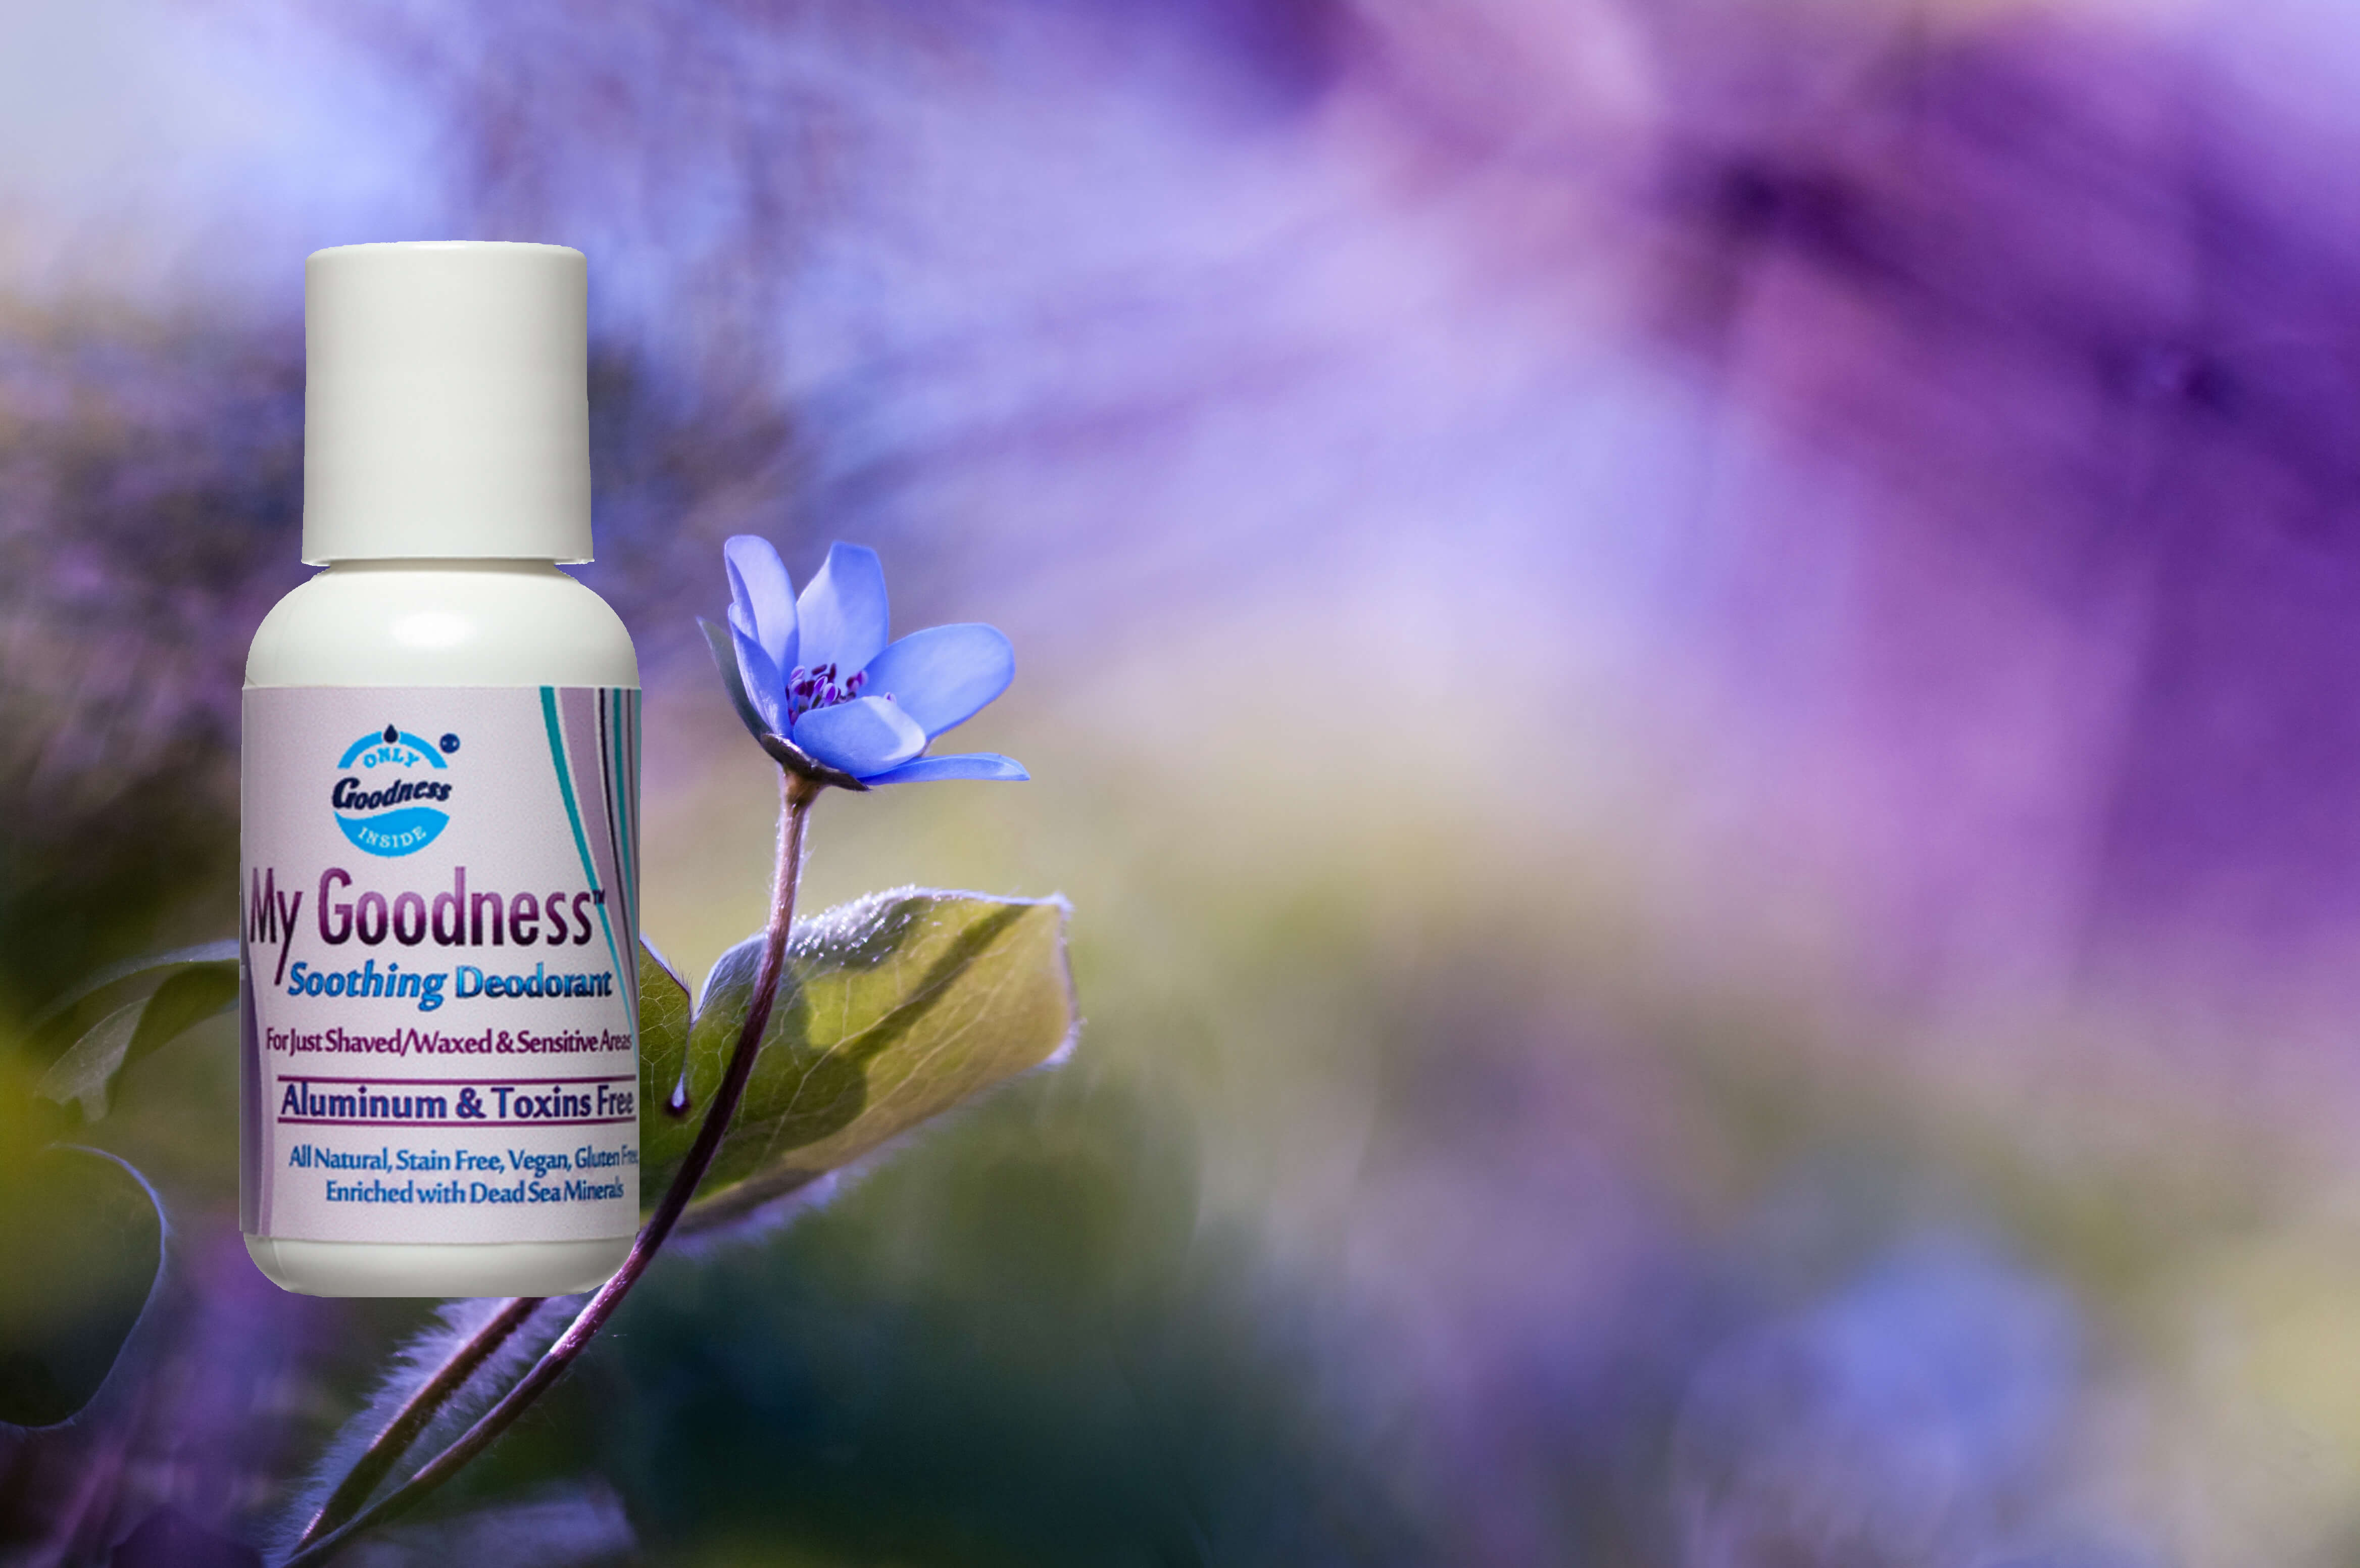 ONLY
Goodness
INSIDE
My Goodness™
Soothing Deodorant
For Just Shaved/Waxed & Sensitive Areas
Aluminum & Toxins Free
All Natural, Stain Free, Vegan, Gluten Free,
Enriched with Dead Sea Minerals